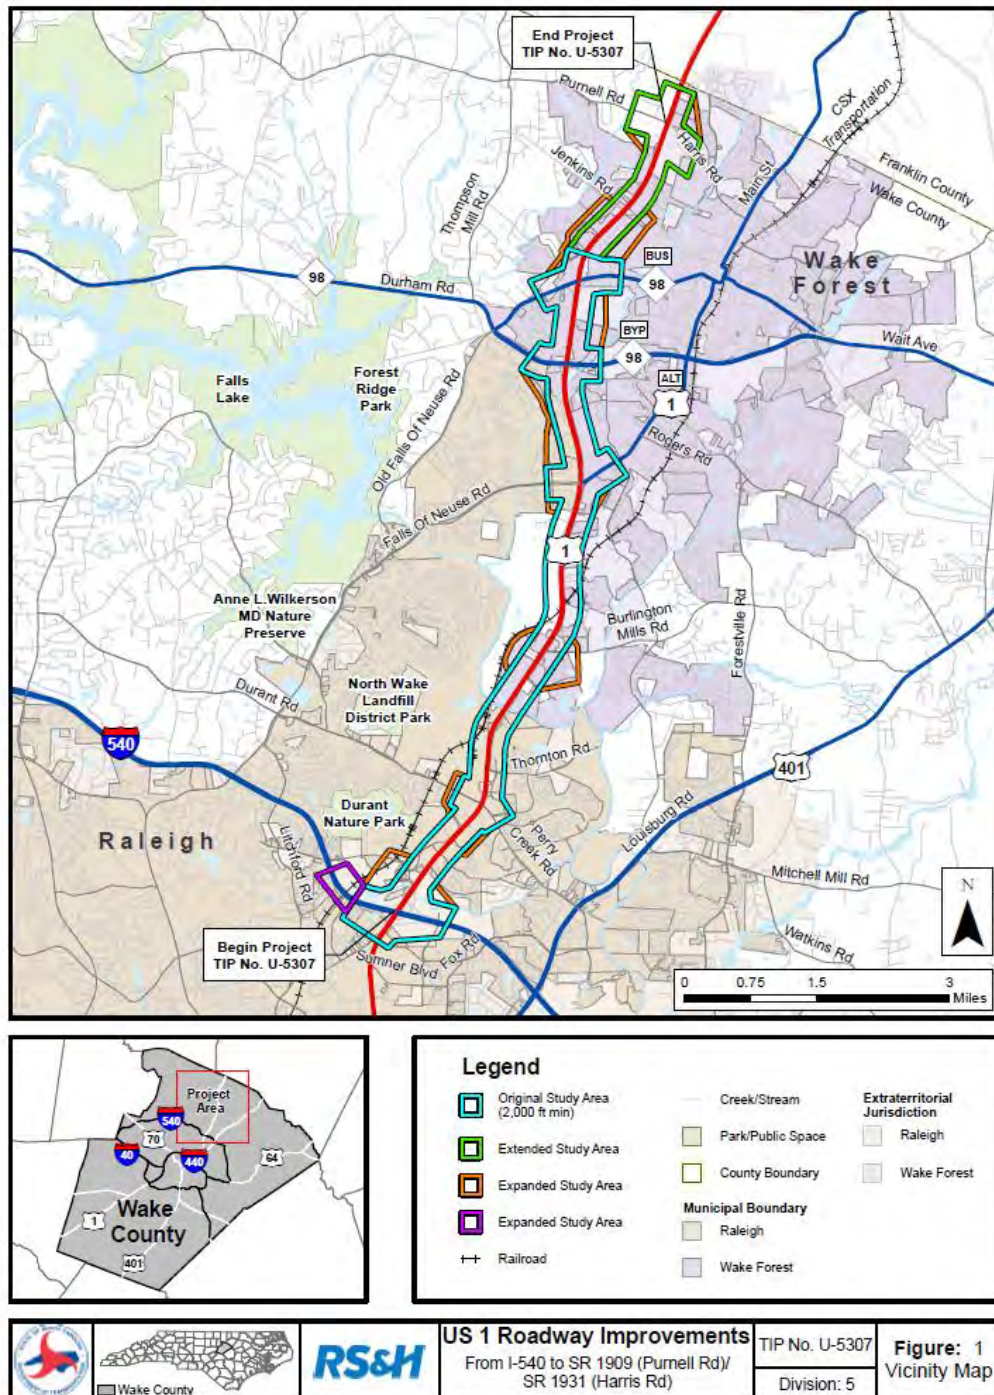 End Project
TIP No. U-5307
Purnell Rd
CSX
Transportation
Harris Rd
Jenkins Rd
Main St
Franklin County
Wake County
Thompson
Mill Rd
BUS
98
Wake
Forest
98
Durham Rd
BYP
98
Wait Ave
Falls
Lake
Forest
Ridge
Park
ALT
1
Old Falls Of Neuse Rd
Rogers Rd
Falls Of Neuse Rd
1
Anne L.Wilkerson
MD Nature
Preserve
Burlington
Mills Rd
Forestville Rd
North Wake
Landfill
District Park
Durant Rd
540
Thornton Rd
401
Durant
Nature Park
Raleigh
Litchford Rd
Perry
Creek Rd
Louisburg Rd
Mitchell Mill Rd
N
Begin Project
TIP No. U-5307
Sumner Blvd
Fox Rd
Watkins Rd
0 0.75 1.5 3
Miles
Project
Area
540
70
40
440
64
Wake
County
1
401
Legend
Original Study Area
(2,000 ft min)
Extended Study Area
Expanded Study Area
Expanded Study Area
Railroad
Creek/Stream
Park/Public Space
County Boundary
Municipal Boundary
Raleigh
Wake Forest
Extraterritorial
Jurisdiction
Raleigh
Wake Forest
Wake County
RS&H
US 1 Roadway Improvements
From I-540 to SR 1909 (Purnell Rd)/
SR 1931 (Harris Rd)
TIP No. U-5307
Division: 5
Figure: 1
Vicinity Map